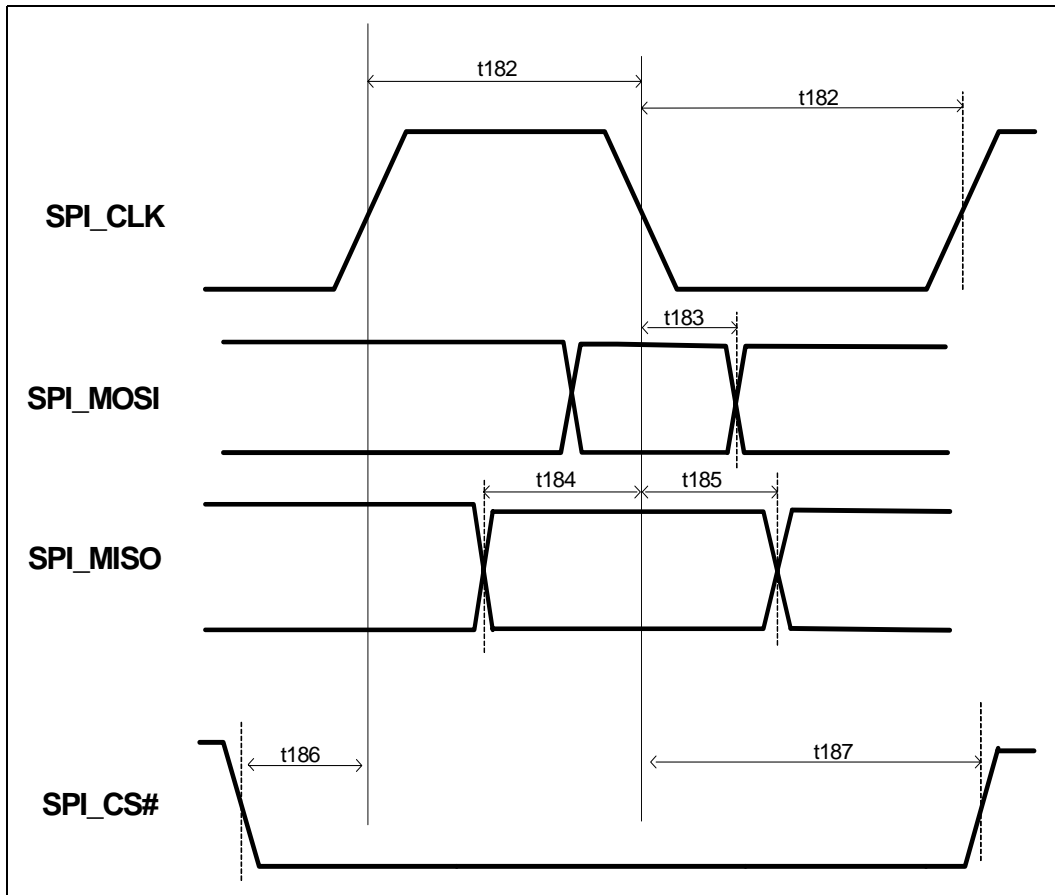 t182
t182
SPI_CLK
t183
SPI_MOSI
t184
t185
SPI_MISO
t186
t187
SPI_CS#